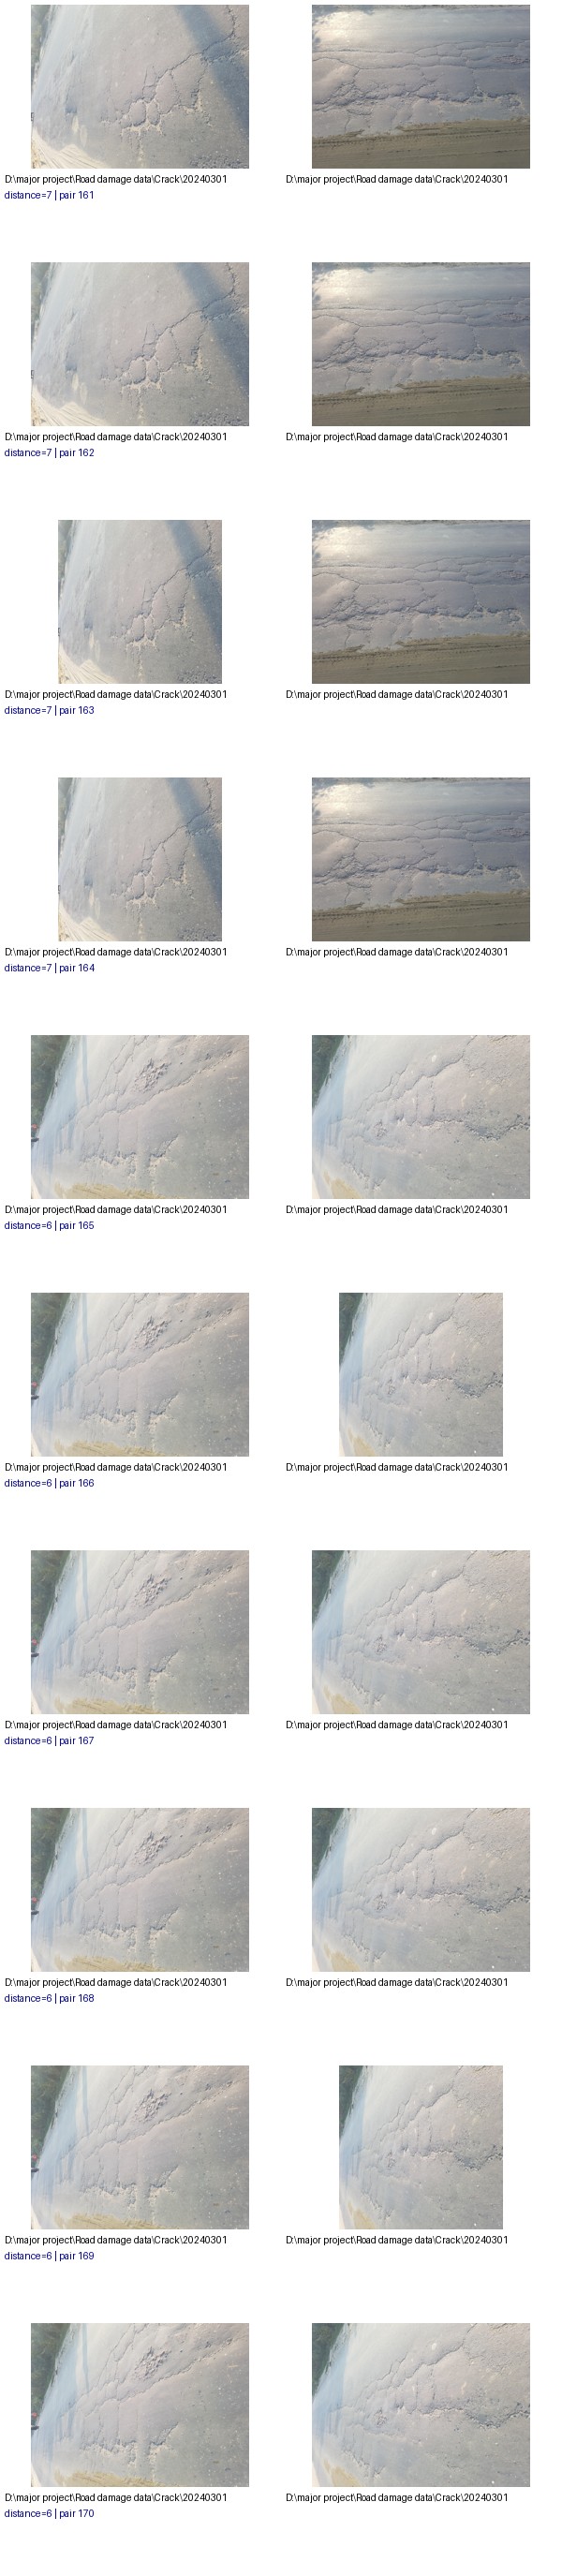 D:\major project\Road damage data\Crack\20240301 D:\major project\Road damage data\Crack\20240301
distance=7 | pair 161
D:\major project\Road damage data\Crack\20240301 D:\major project\Road damage data\Crack\20240301
distance=7 | pair 162
D:\major project\Road damage data\Crack\20240301 D:\major project\Road damage data\Crack\20240301
distance=7 | pair 163
D:\major project\Road damage data\Crack\20240301 D:\major project\Road damage data\Crack\20240301
distance=7 | pair 164
D:\major project\Road damage data\Crack\20240301 D:\major project\Road damage data\Crack\20240301
distance=6 | pair 165
D:\major project\Road damage data\Crack\20240301 D:\major project\Road damage data\Crack\20240301
distance=6 | pair 166
D:\major project\Road damage data\Crack\20240301 D:\major project\Road damage data\Crack\20240301
distance=6 | pair 167
D:\major project\Road damage data\Crack\20240301 D:\major project\Road damage data\Crack\20240301
distance=6 | pair 168
D:\major project\Road damage data\Crack\20240301 D:\major project\Road damage data\Crack\20240301
distance=6 | pair 169
D:\major project\Road damage data\Crack\20240301 D:\major project\Road damage data\Crack\20240301
distance=6 | pair 170